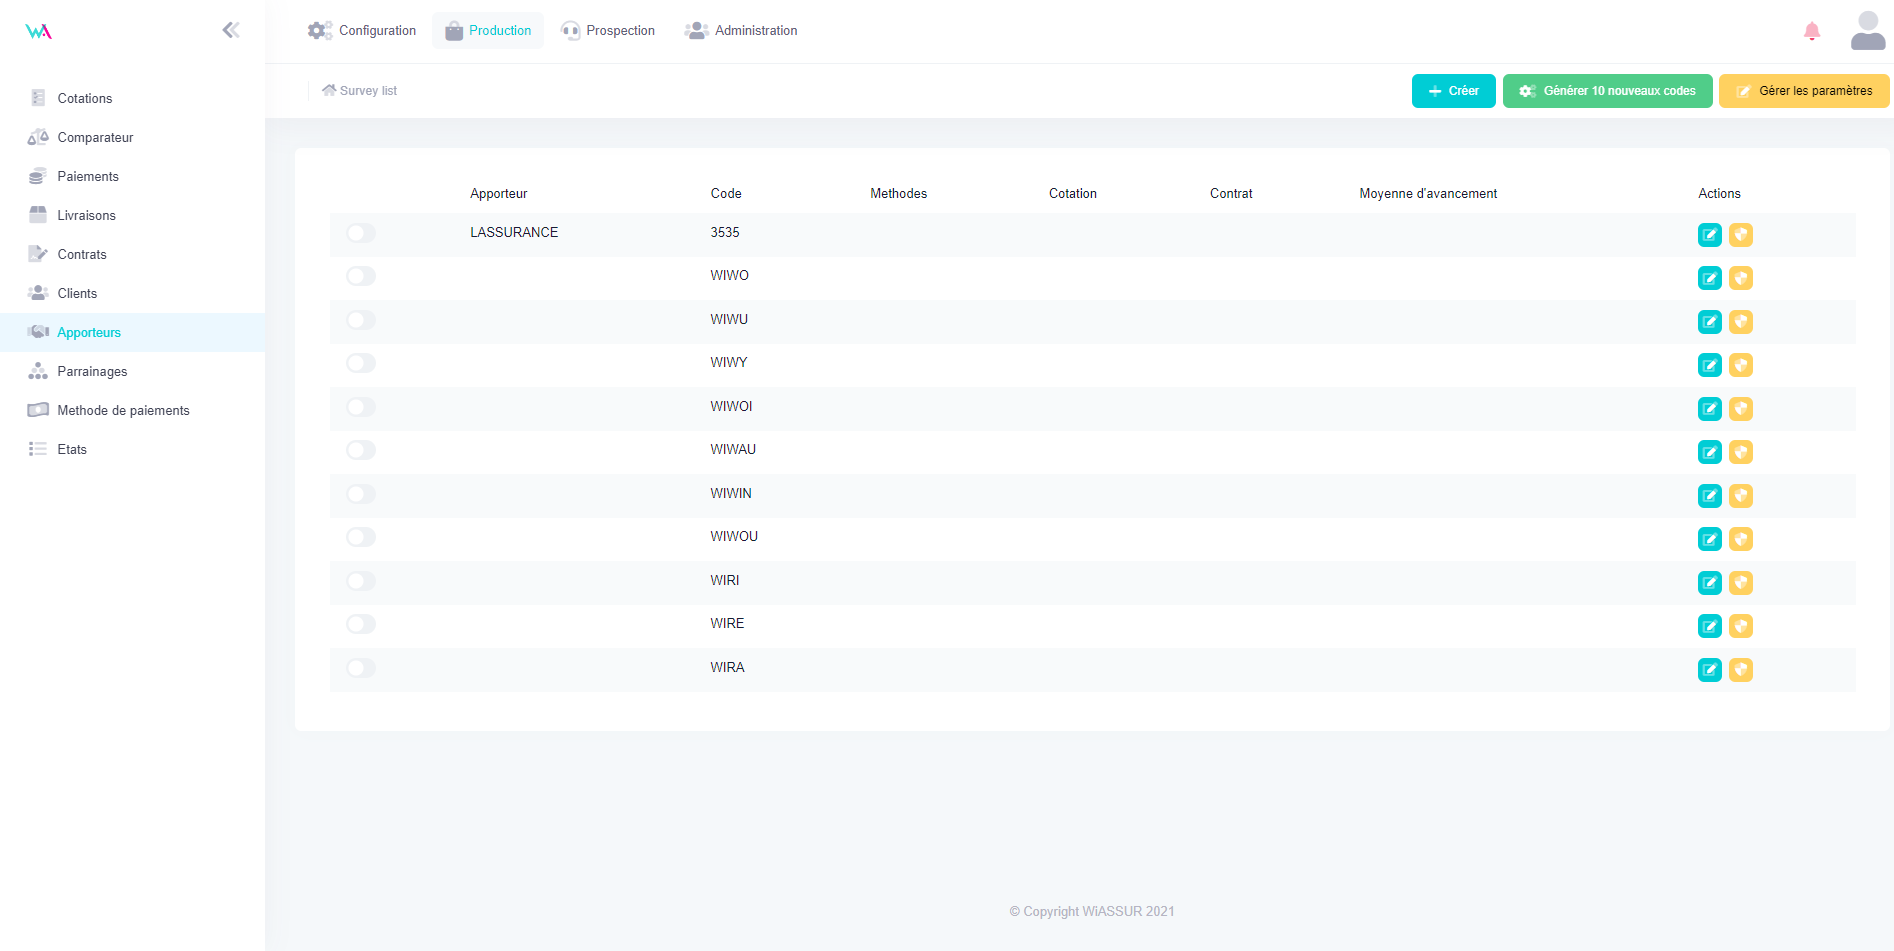 WA
Configuration Production Prospection Administration
Survey list
Créer Générer 10 nouveaux codes Gérer les paramètres
Cotations
Comparateur
Paiements
Livraisons
Contrats
Clients
Apporteurs
Parrainages
Methode de paiements
Etats
Apporteur Code Methodes Cotation Contrat Moyenne d'avancement Actions
LASSURANCE 3535
WIWO
WIWU
WIWY
WIWOI
WIWAU
WIWIN
WIWOU
WIRI
WIRE
WIRA
© Copyright WiASSUR 2021